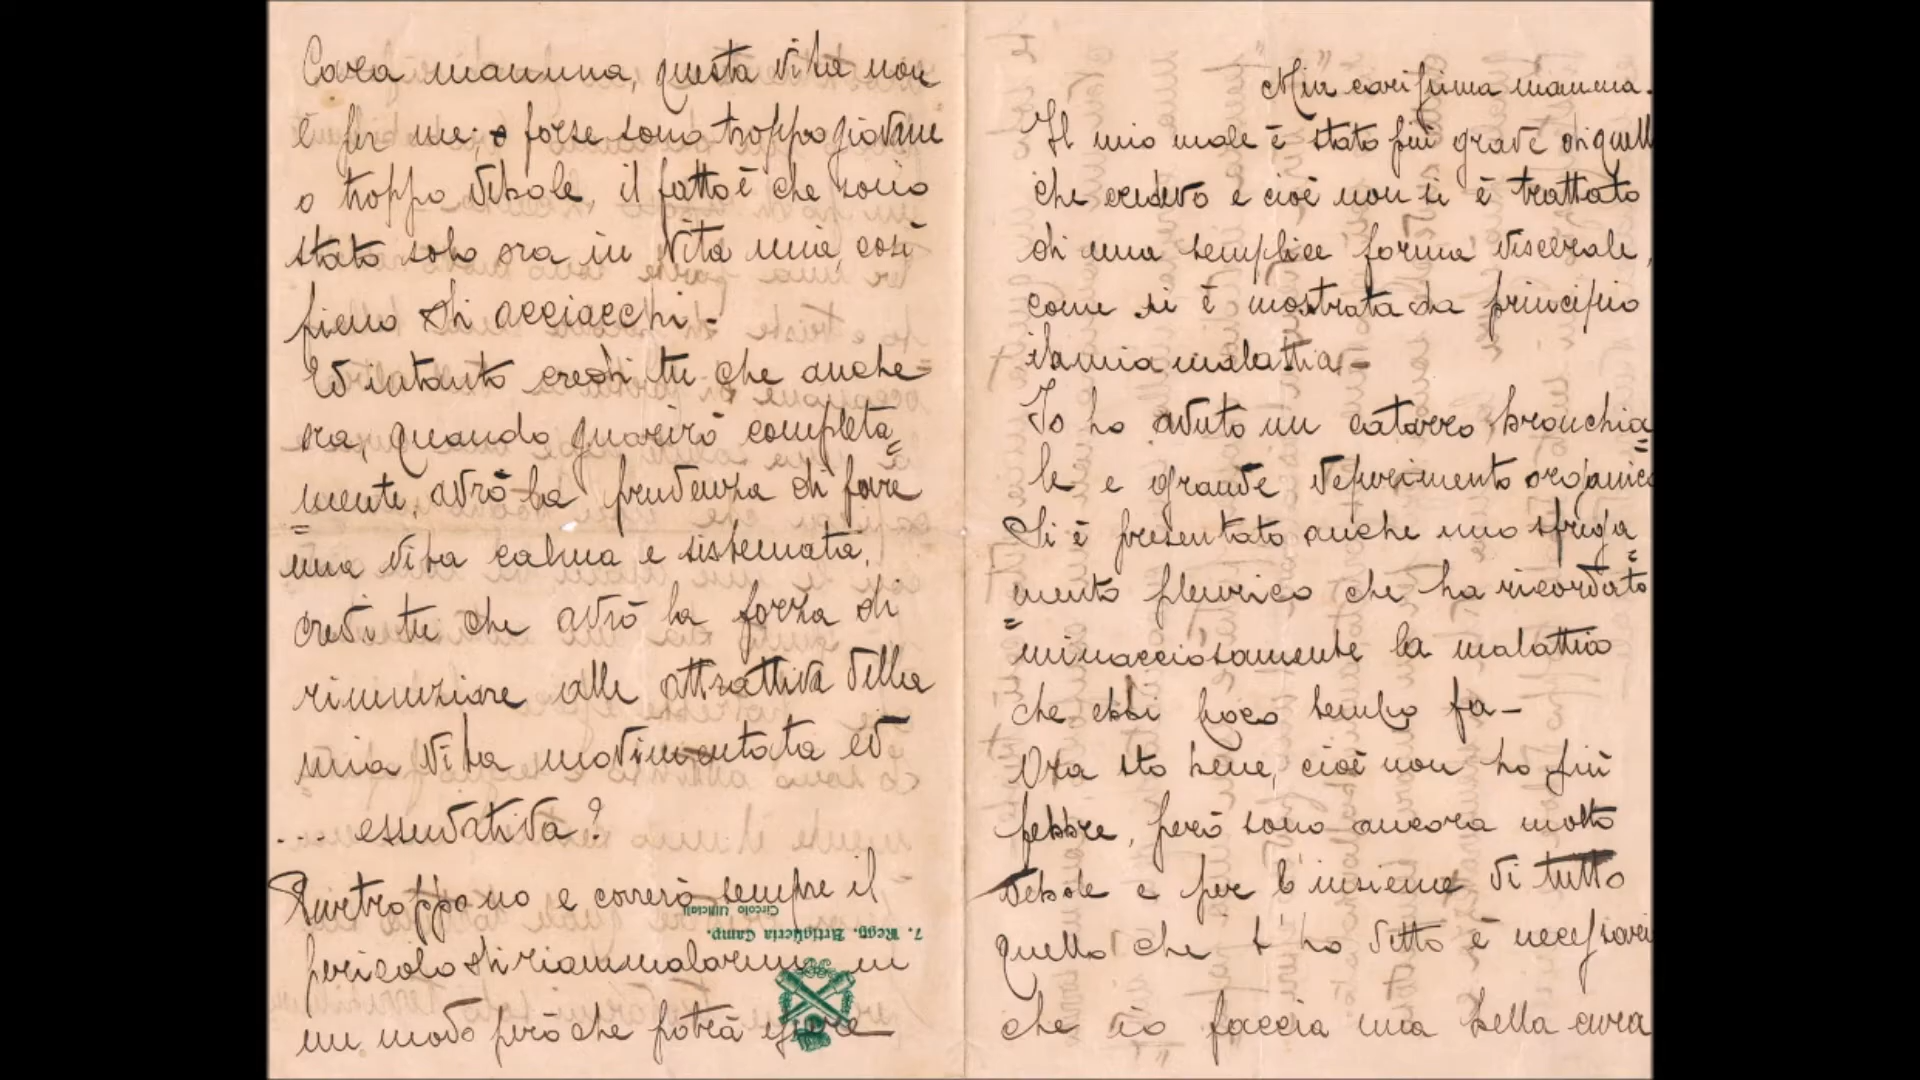 Cara mamma, questa vita non
è per me; o forse sono troppo giovane
o troppo debole, il fatto è che sono
stato solo ora in vita mia, così
pieno di acciacchi-
Ed intanto credi tu che anche
ora, quando guarirò completa=
=mente, avrò la prudenza di fare
una vita calma e sistemata,
credi tu che avrò la forza di
rinunziare alle attrattive della
mia vita movimentata ed
.... essudativa?
Purtroppo no e correrò sempre il
pericolo di riammalarmi, in
un modo però che potrà essere
7. Regg. Artiglieria Camp.
Circolo Ufficiali
Mia carissima mamma.
Il mio male è stato più grave di
che credevo e cioè non si è trattato
di una semplice forma viscerale,
come si è mostrata da principio
la mia malattia-
Io ho avuto un catarro bronchia=
le e grande deperimento organico
Si è presentato anche uno sfrega=
=mento pleurico che ha ricordato
minacciosamente la malattia
che ebbi poco tempo fa-
Ora sto bene, cioè non ho più
febbre, però sono ancora molto
debole e per l'insieme di tutto
quello che t'ho detto è
che io faccia una bella cura